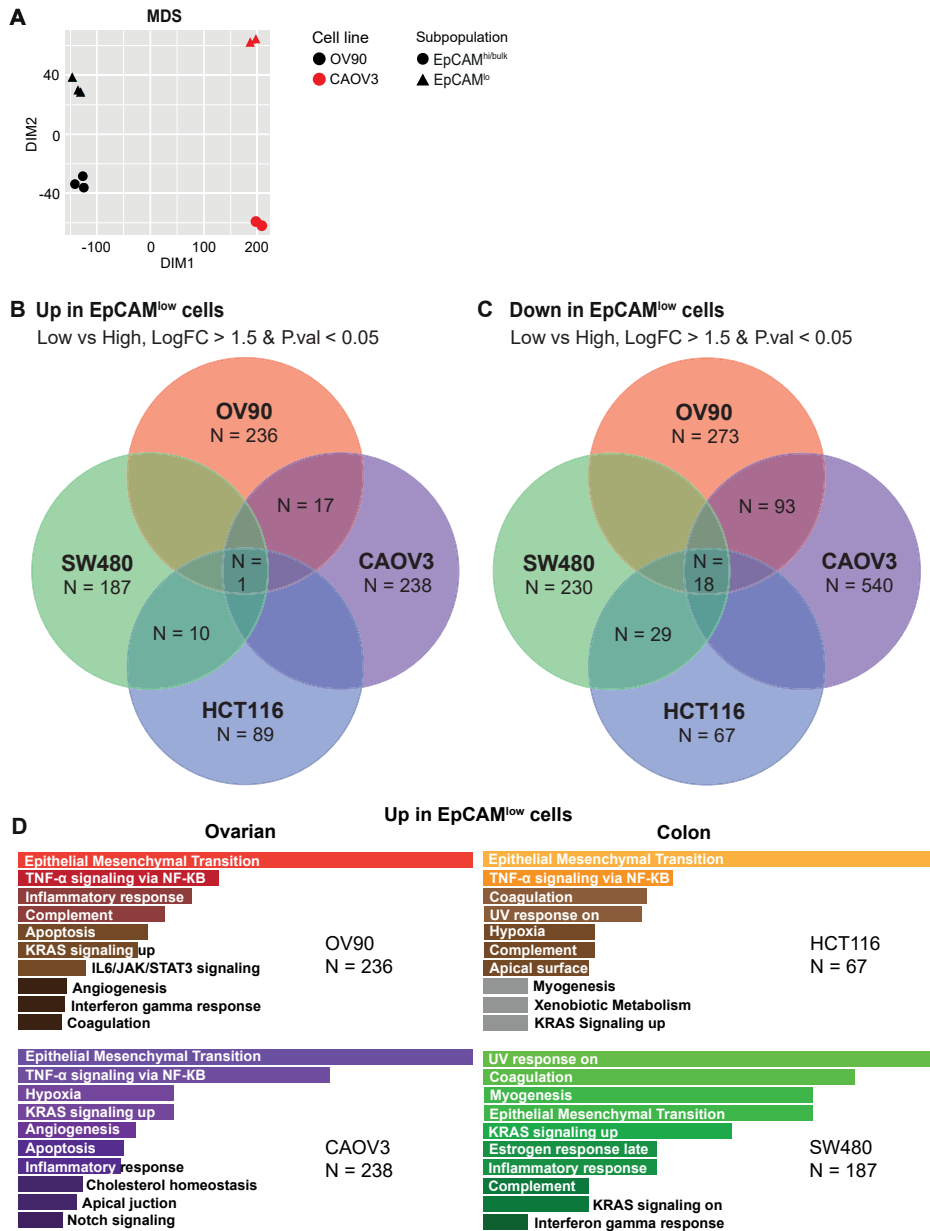 A
MDS
40
0
-40
DIM2
-100 0 100 200
DIM1
Cell line
OV90
CAOV3
Subpopulation
EpCAMhi/bulk
EpCAMlo
B Up in EpCAMlow cells
Low vs High, LogFC > 1.5 & P.val < 0.05
OV90
N = 236
N = 17
SW480
N = 187
N =
1
CAOV3
N = 238
N = 10
HCT116
N = 89
C Down in EpCAMlow cells
Low vs High, LogFC > 1.5 & P.val < 0.05
OV90
N = 273
N = 93
SW480
N = 230
N =
18
CAOV3
N = 540
N = 29
HCT116
N = 67
D
Up in EpCAMlow cells
Ovarian
Epithelial Mesenchymal Transition
TNF-α signaling via NF-KB
Inflammatory response
Complement
Apoptosis
KRAS signaling up
IL6/JAK/STAT3 signaling
Angiogenesis
Interferon gamma response
Coagulation
OV90
N = 236
Epithelial Mesenchymal Transition
TNF-α signaling via NF-KB
Hypoxia
KRAS signaling up
Angiogenesis
Apoptosis
Inflammatory response
Cholesterol homeostasis
Apical juction
Notch signaling
CAOV3
N = 238
Colon
Epithelial Mesenchymal Transition
TNF-α signaling via NF-KB
Coagulation
UV response on
Hypoxia
Complement
Apical surface
Myogenesis
Xenobiotic Metabolism
KRAS Signaling up
HCT116
N = 67
UV response on
Coagulation
Myogenesis
Epithelial Mesenchymal Transition
KRAS signaling up
Estrogen response late
Inflammatory response
Complement
KRAS signaling on
Interferon gamma response
SW480
N = 187